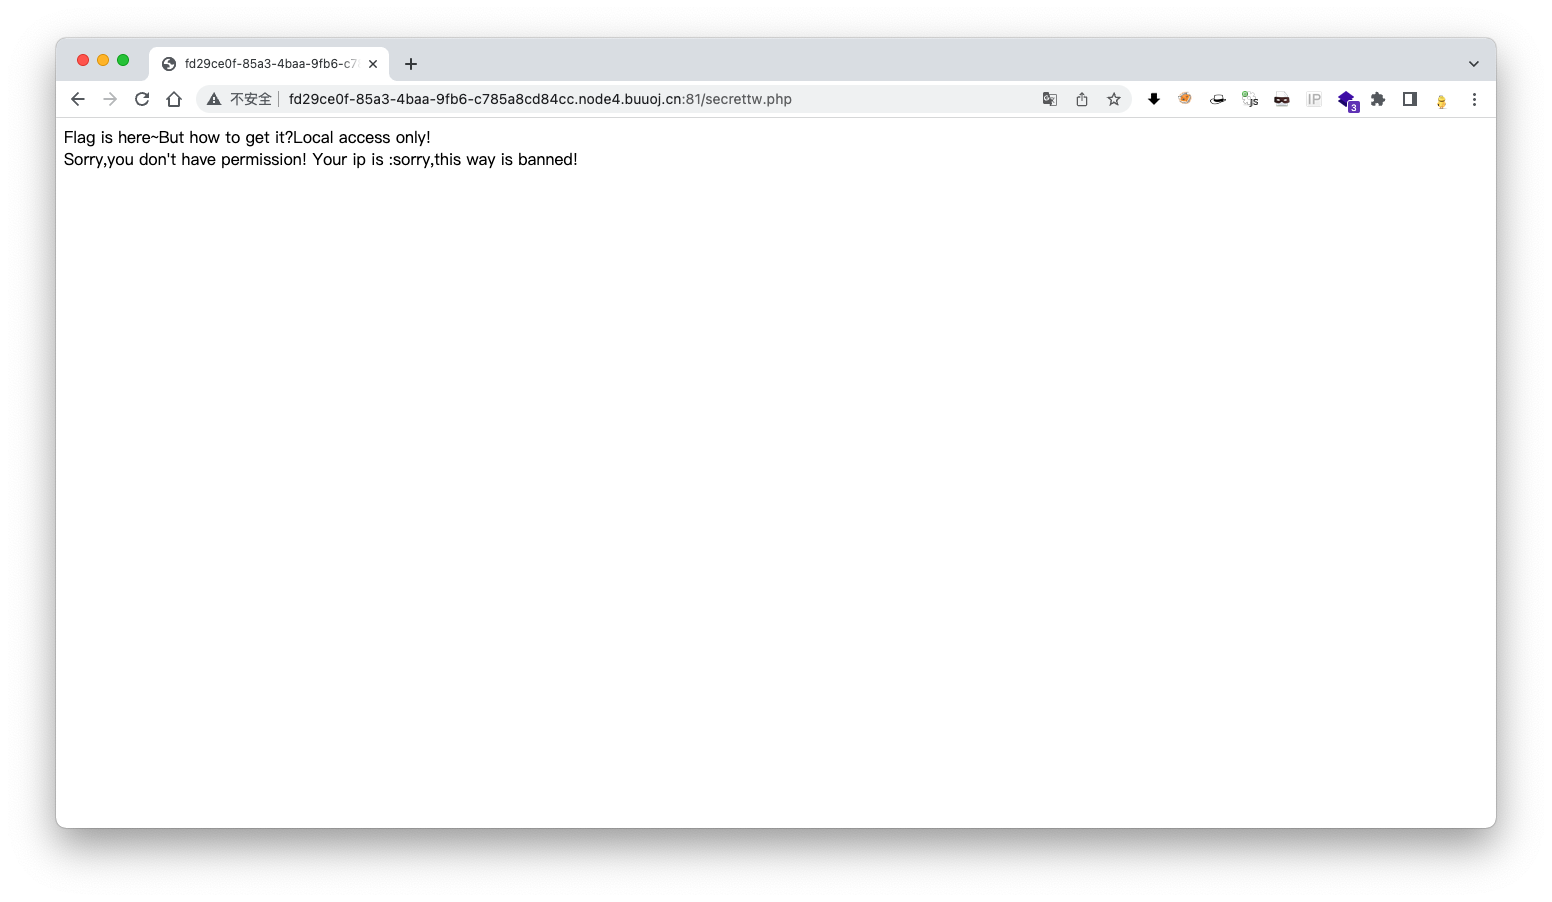 fd29ce0f-85a3-4baa-9fb6-c7
不安全 fd29ce0f-85a3-4baa-9fb6-c785a8cd84cc.node4.buuoj.cn:81/secrettw.php
JS
IP
3
Flag is here~But how to get it?Local access only!
Sorry,you don't have permission! Your ip is :sorry,this way is banned!